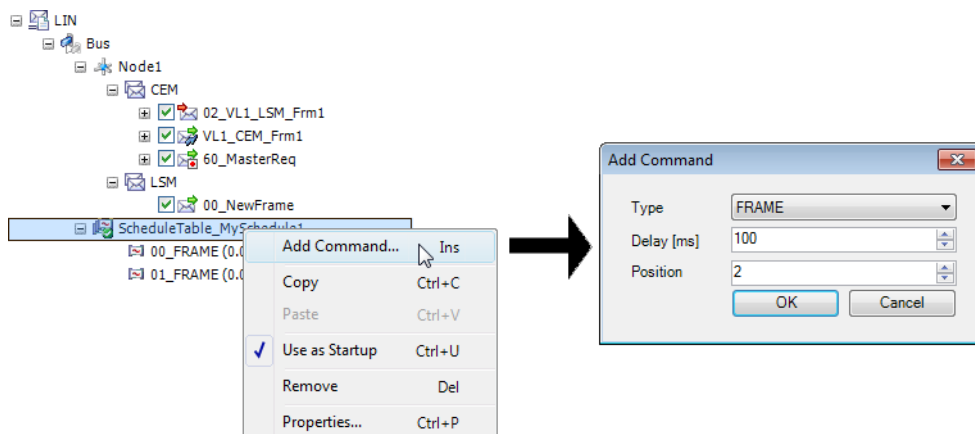 LIN
Bus
Node1
CEM
02_VL1_LSM_Frm1
VL1_CEM_Frm1
60_MasterReq
LSM
00_NewFrame
ScheduleTable_MySchedule1
00_FRAME (0.0
01_FRAME (0.0
Add Command... Ins
Copy Ctrl+C
Paste Ctrl+V
Use as Startup Ctrl+U
Remove Del
Properties... Ctrl+P
Add Command
Type FRAME
Delay [ms] 100
Position 2
OK Cancel